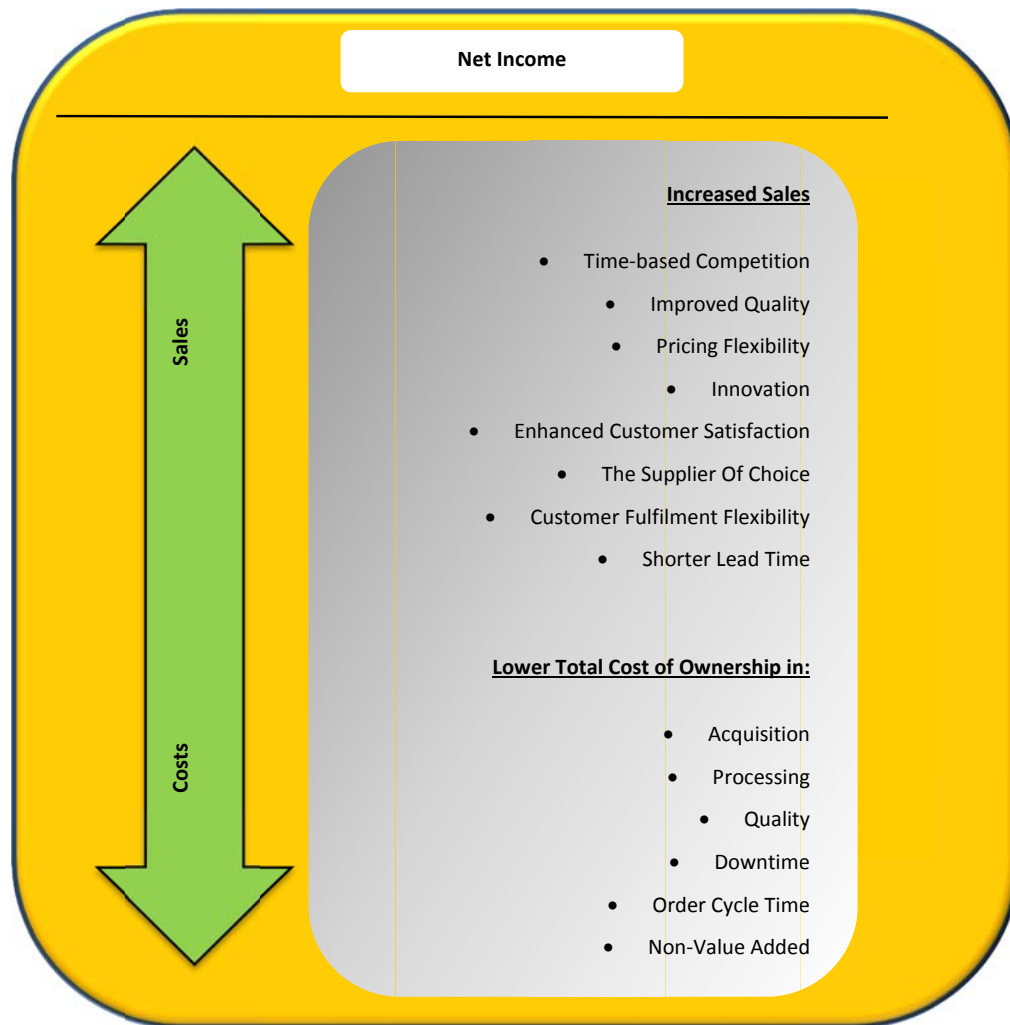 Net Income
Increased Sales
• Time-based Competition
• Improved Quality
• Pricing Flexibility
• Innovation
• Enhanced Customer Satisfaction
• The Supplier Of Choice
• Customer Fulfilment Flexibility
• Shorter Lead Time
Sales
Lower Total Cost of Ownership in:
• Acquisition
• Processing
• Quality
• Downtime
• Order Cycle Time
• Non-Value Added
Costs